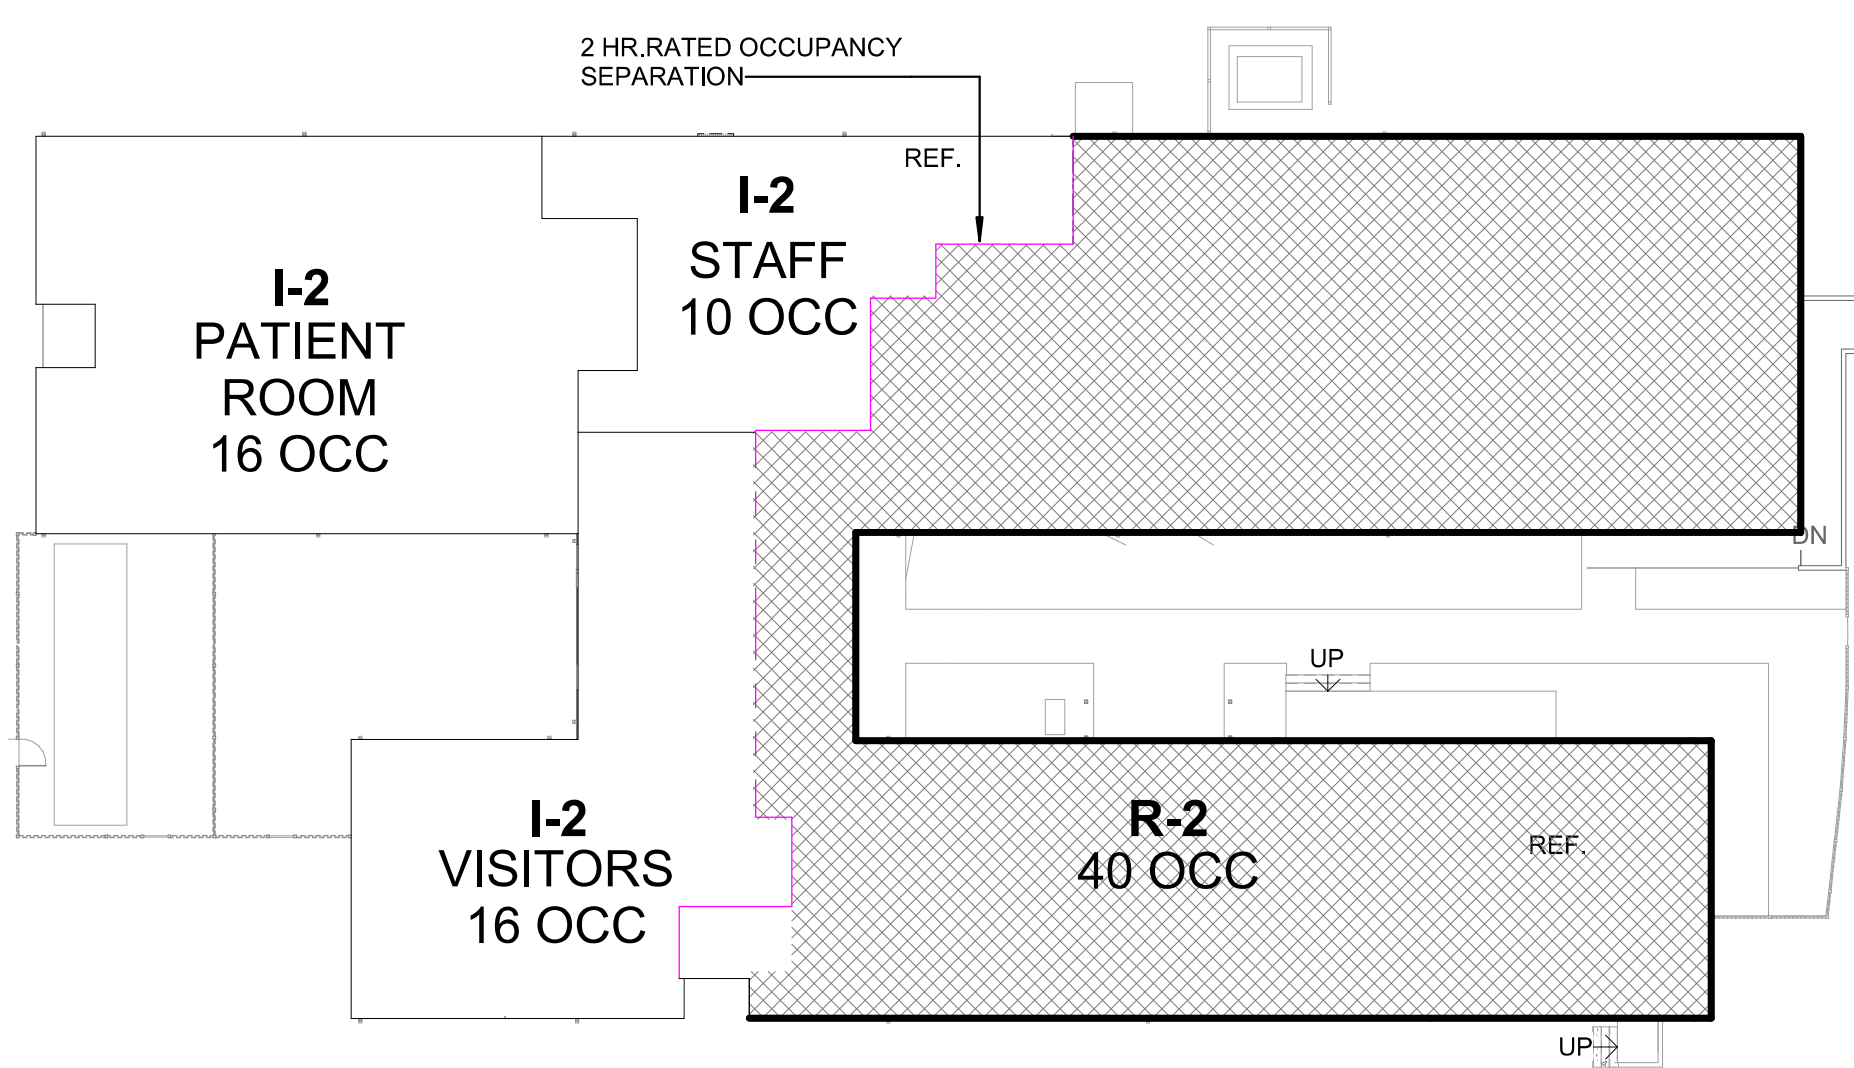 2 HR.RATED OCCUPANCY
SEPARATION
REF.
I-2
STAFF
10 OCC
I-2
PATIENT
ROOM
16 OCC
DN
UP
I-2
VISITORS
16 OCC
R-2
40 OCC
REF.
UP